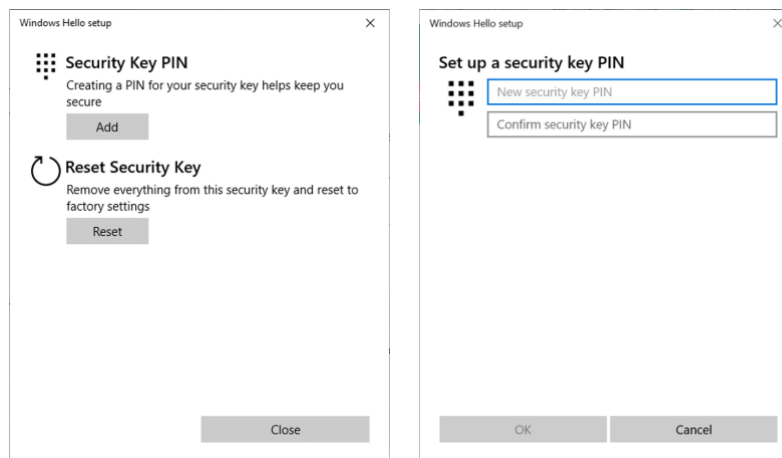 Windows Hello setup
Security Key PIN
Creating a PIN for your security key helps keep you
secure
Add
Reset Security Key
Remove everything from this security key and reset to
factory settings
Reset
Close
Windows Hello setup
Set up a security key PIN
New security key PIN
Confirm security key PIN
OK
Cancel